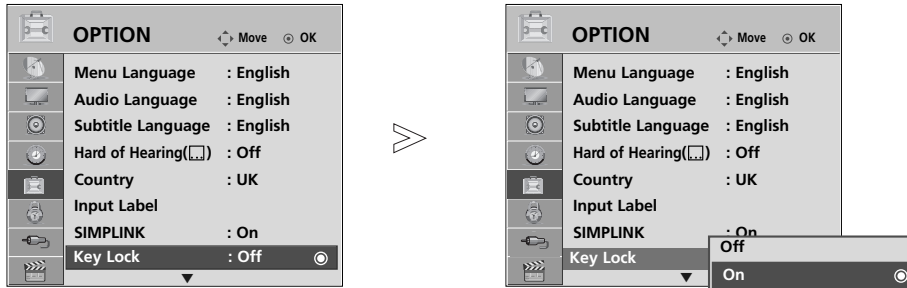 OPTION Move OK
Menu Language : English
Audio Language : English
Subtitle Language : English
Hard of Hearing( ) : Off
Country : UK
Input Label
SIMPLINK : On
Key Lock : Off
OPTION Move OK
Menu Language : English
Audio Language : English
Subtitle Language : English
Hard of Hearing( ) : Off
Country : UK
Input Label
SIMPLINK : On
Key Lock
Off
On